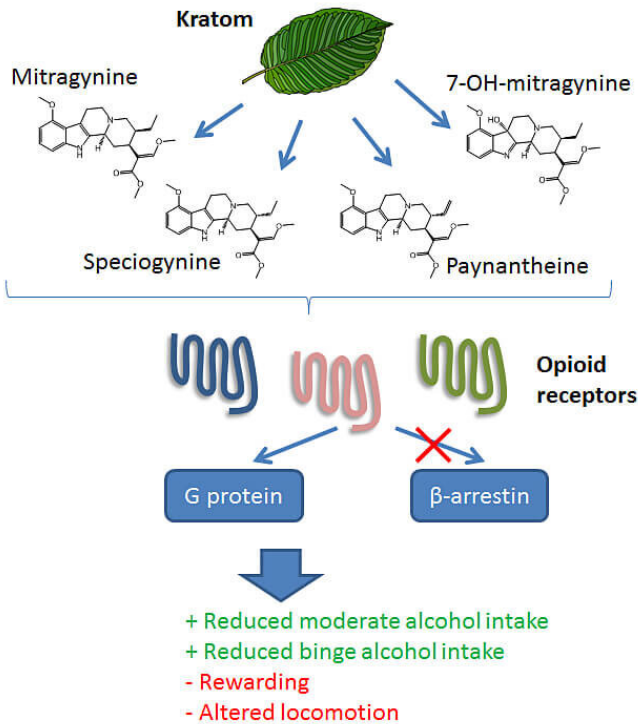 Kratom
Mitragynine
7-OH-mitragynine
Speciogynine
Paynantheine
Opioid
receptors
G protein
β-arrestin
+ Reduced moderate alcohol intake
+ Reduced binge alcohol intake
- Rewarding
- Altered locomotion